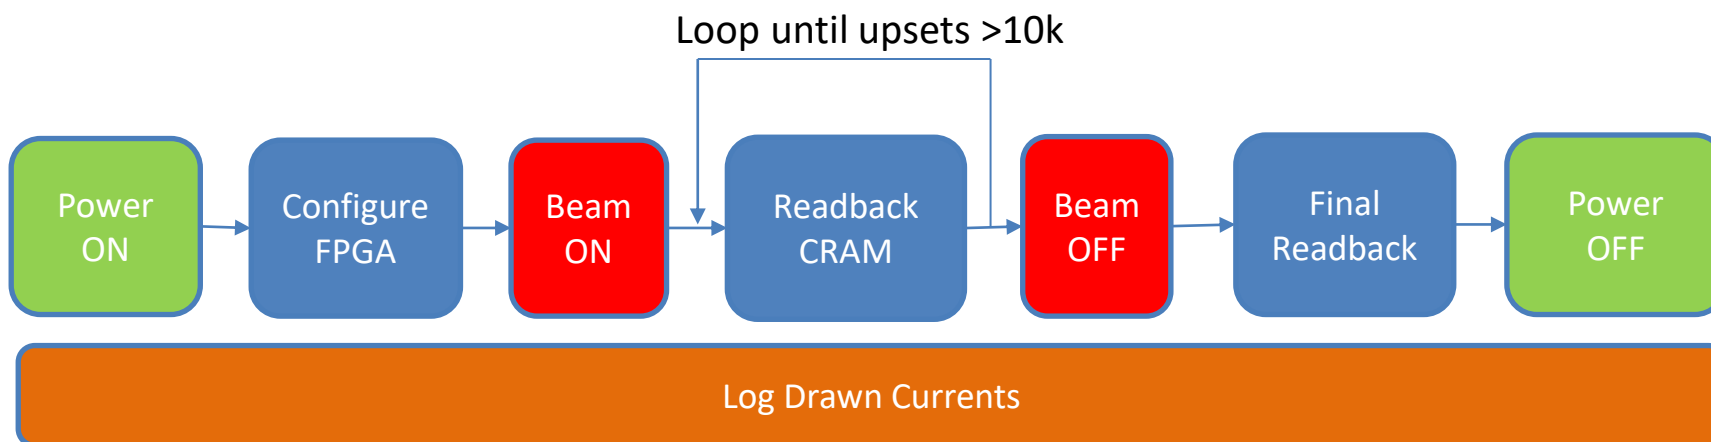 Loop until upsets >10k
Power
ON
Configure
FPGA
Beam
ON
Readback
CRAM
Beam
OFF
Final
Readback
Power
OFF
Log Drawn Currents